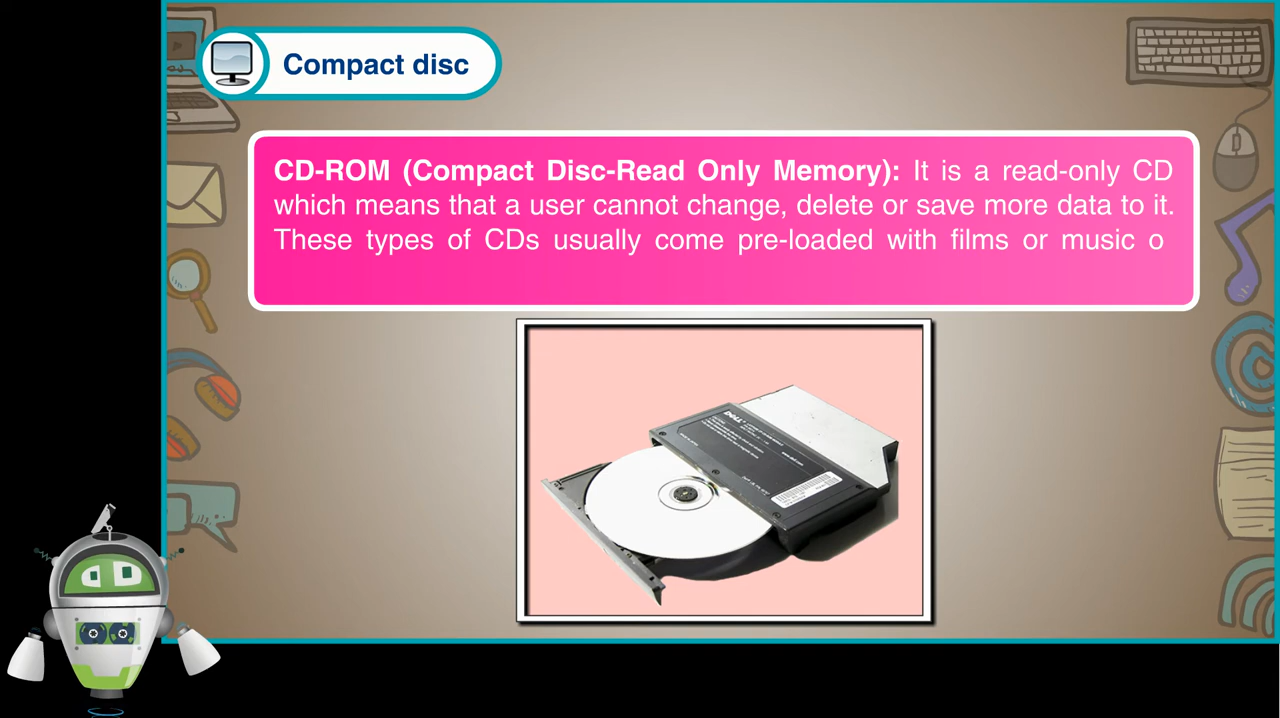 Compact disc
CD-ROM (Compact Disc-Read Only Memory): It is a read-only CD
which means that a user cannot change, delete or save more data to it.
These types of CDs usually come pre-loaded with films or music o
DELL